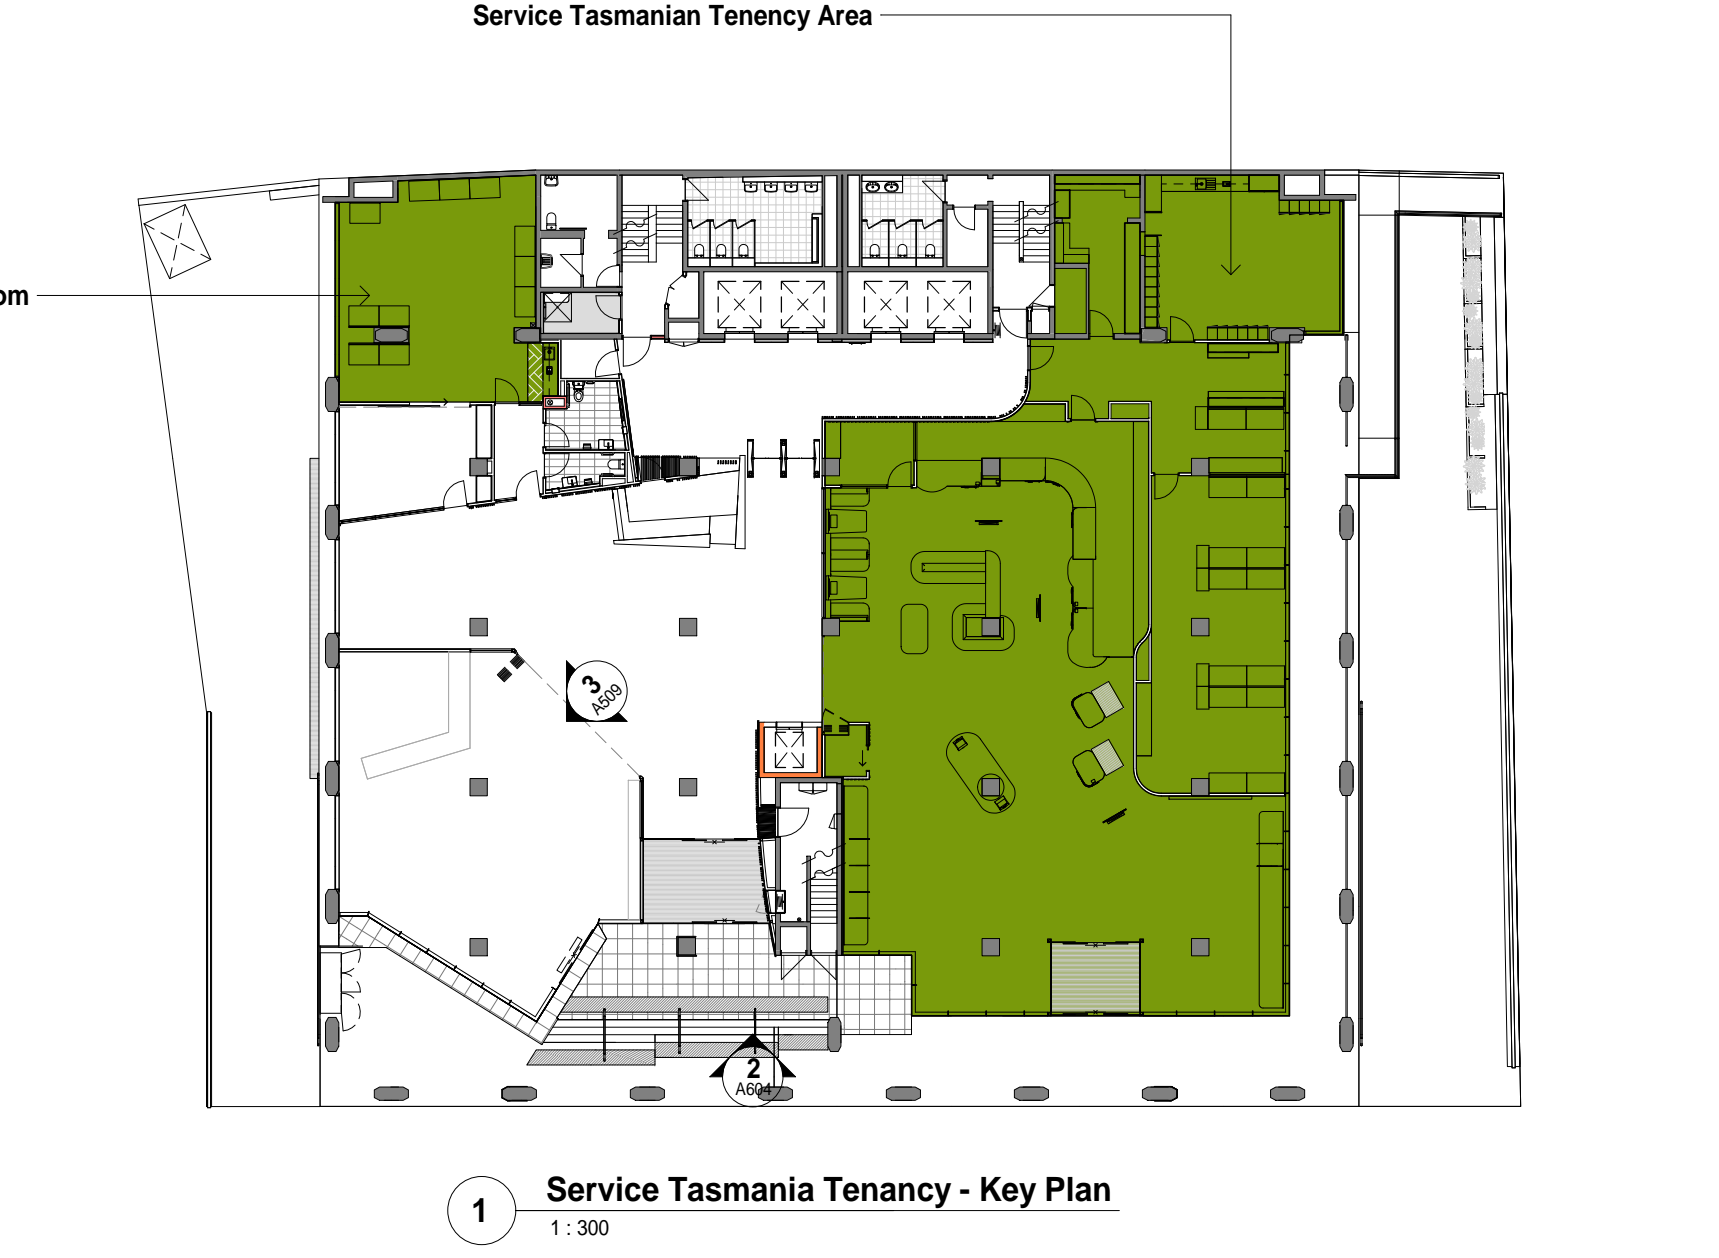 Service Tasmanian Tenency Area
om
3
A509
2
A604
1
Service Tasmania Tenancy - Key Plan
1 : 300